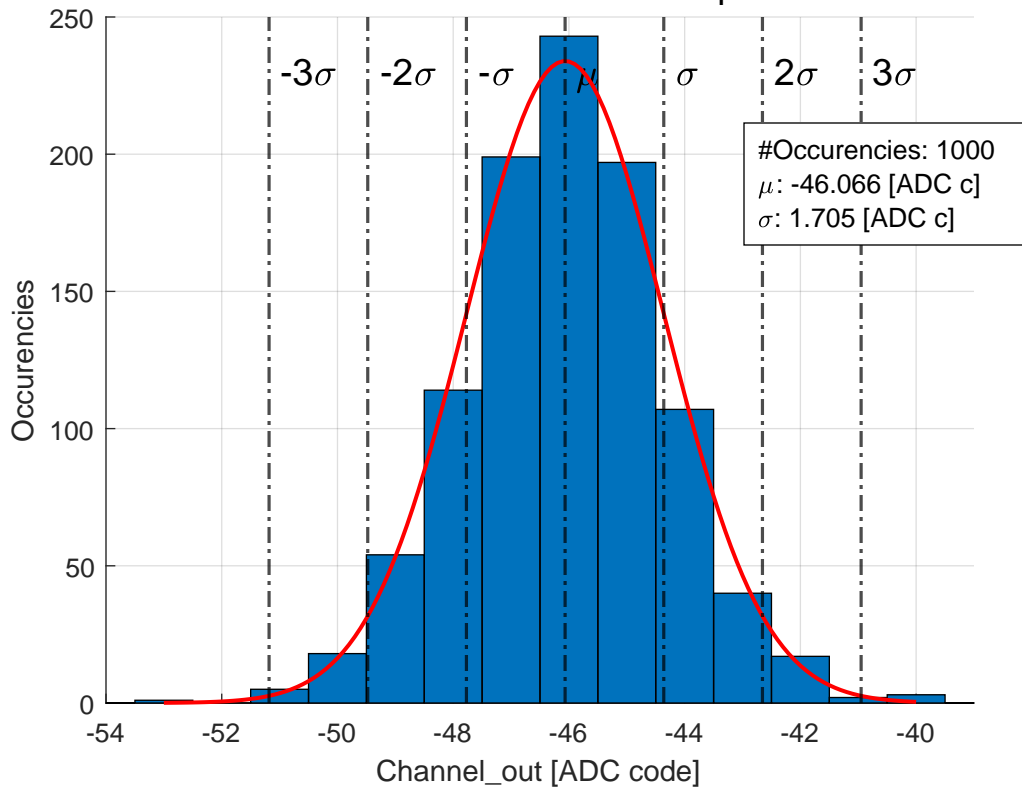 250
200
150
100
50
0
-3σ
-2σ
-σ
μ
σ
2σ
3σ
#Occurencies: 1000
μ: -46.066 [ADC c]
σ: 1.705 [ADC c]
Occurencies
-54
-52
-50
-48
-46
-44
-42
-40
Channel_out [ADC code]